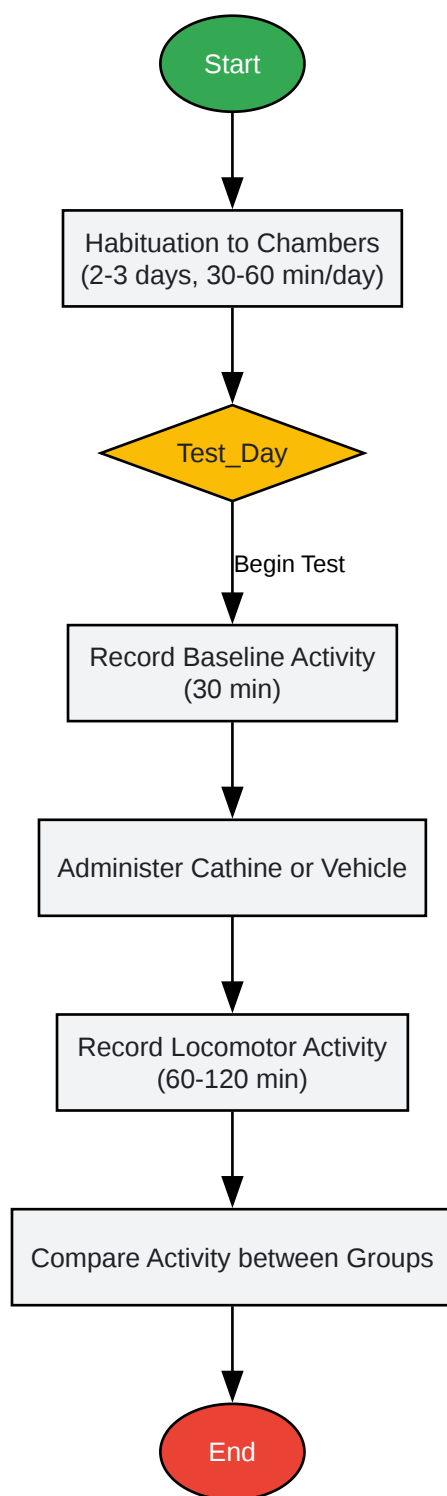 Start
Habituation to Chambers
(2-3 days, 30-60 min/day)
Test_Day
Begin Test
Record Baseline Activity
(30 min)
Administer Cathine or Vehicle
Record Locomotor Activity
(60-120 min)
Compare Activity between Groups
End